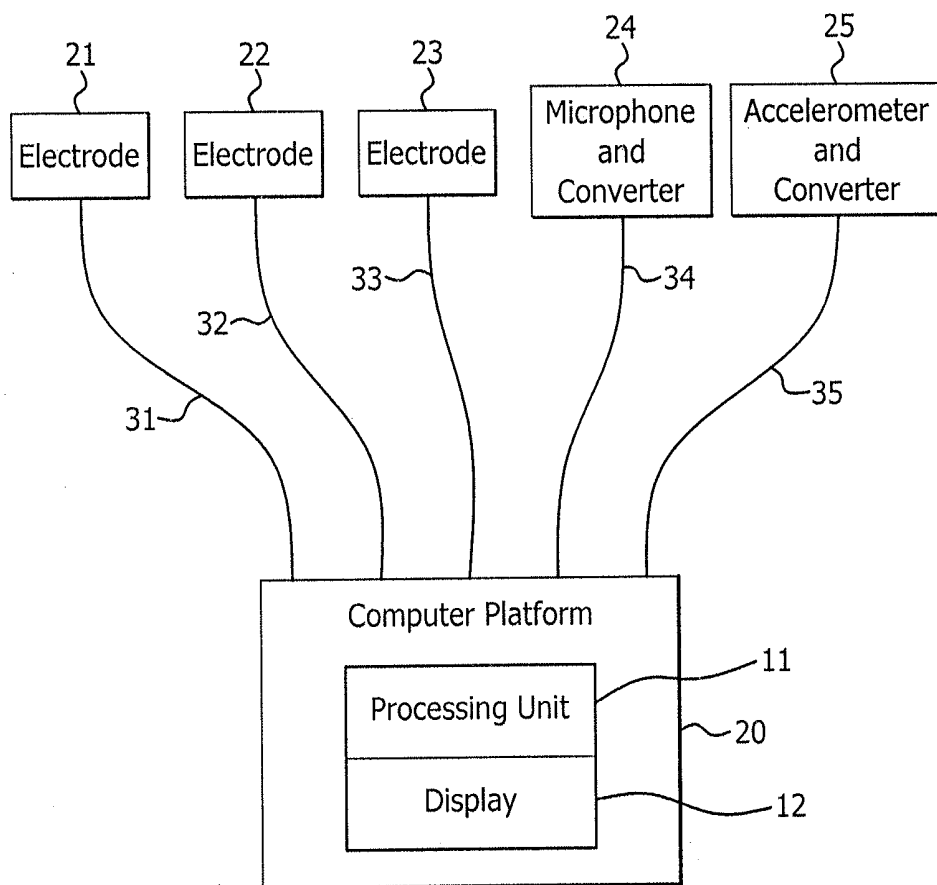 21
22
23
24
25
Electrode
Electrode
Electrode
Microphone
and
Converter
Accelerometer
and
Converter
33
34
32
31
35
Computer Platform
11
Processing Unit
20
Display
12